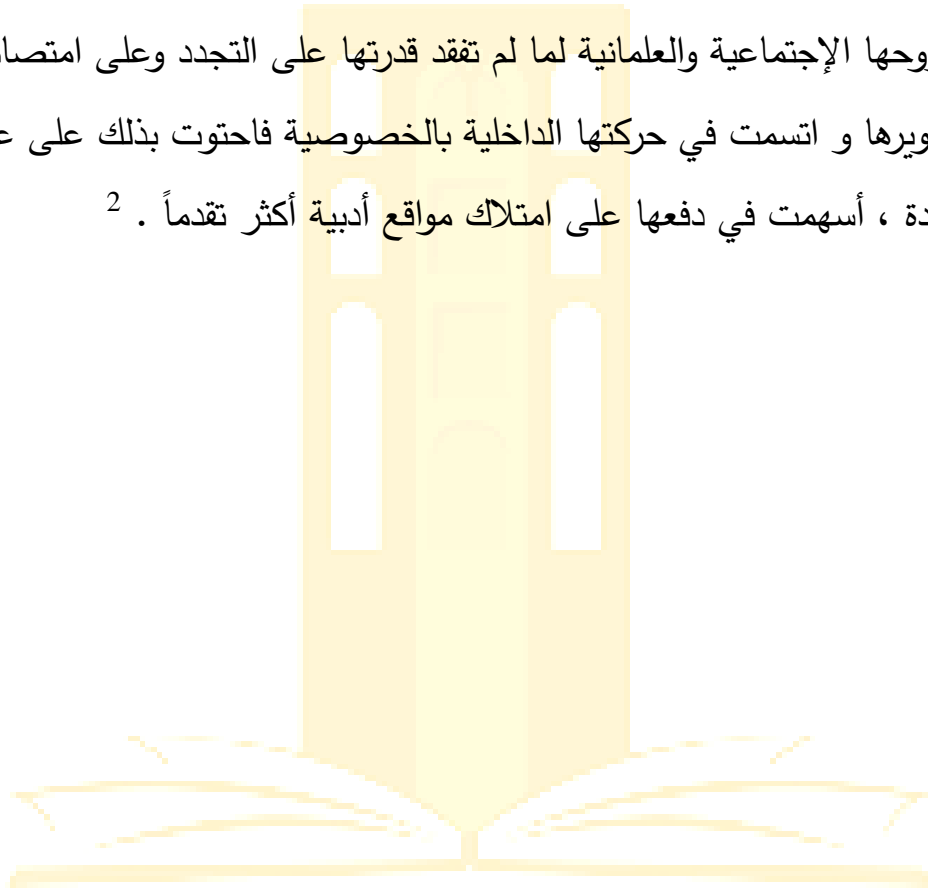 وحها الإجتماعية والعلمانية لما لم تفقد قدرتها على التجدد وعلى
ويرها و اتسمت في حركتها الداخلية بالخصوصية فاحتوت بذلك على
دة ، أسهمت في دفعها على امتلاك مواقع أدبية أكثر تقدماً . 2